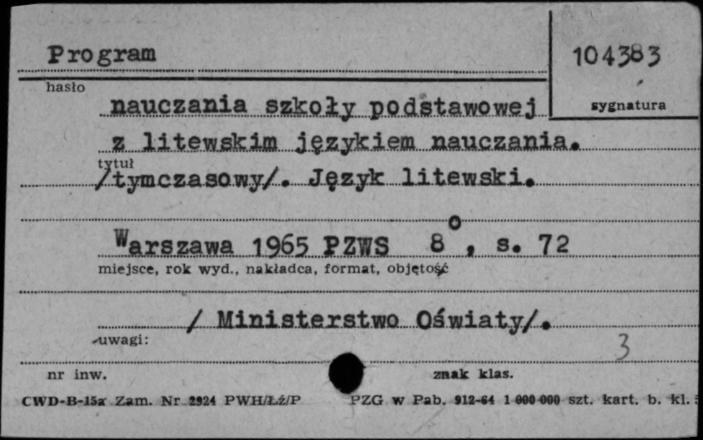 Program
104383
hasło
sygnatura
nauczania szkoły podstawowej
z litewskim językiem nauczania.
tytuł
/tymczasowy/. Język litewski.
Warszawa 1965 PZWS 8o, s. 72
miejsce, rok wyd., nakładca, format, objętość
/ Ministerstwo Oświaty/.
uwagi:
3
nr inw.
znak klas.
CWD-B-15a Zam. Nr 2924 PWH/Łź/P
PZG w Pab. 912-64 1 000 000 szt. kart. b. kl.